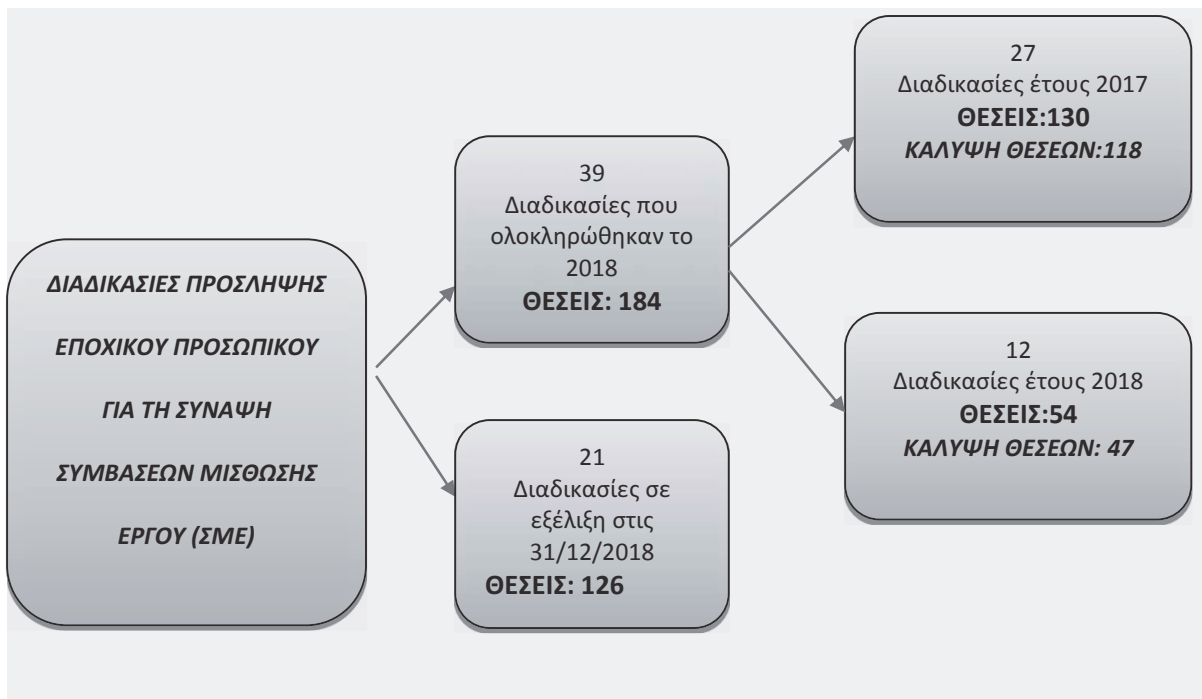 ΔΙΑΔΙΚΑΣΙΕΣ ΠΡΟΣΛΗΨΗΣ
ΕΠΟΧΙΚΟΥ ΠΡΟΣΩΠΙΚΟΥ
ΓΙΑ ΤΗ ΣΥΝΑΨΗ
ΣΥΜΒΑΣΕΩΝ ΜΙΣΘΩΣΗΣ
ΕΡΓΟΥ (ΣΜΕ)
39
Διαδικασίες που
ολοκληρώθηκαν το
2018
ΘΕΣΕΙΣ: 184
21
Διαδικασίες σε
εξέλιξη στις
31/12/2018
ΘΕΣΕΙΣ: 126
27
Διαδικασίες έτους 2017
ΘΕΣΕΙΣ:130
ΚΑΛΥΨΗ ΘΕΣΕΩΝ:118
12
Διαδικασίες έτους 2018
ΘΕΣΕΙΣ:54
ΚΑΛΥΨΗ ΘΕΣΕΩΝ: 47